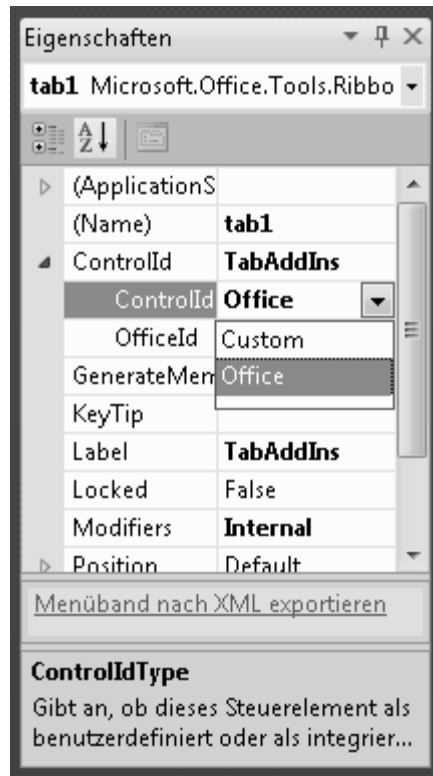 Eigenschaften
tab1 Microsoft.Office.Tools.Ribbo
(ApplicationS
(Name) tab1
ControlId TabAddIns
ControlId Office
OfficeId Custom
GenerateMem Office
KeyTip
Label TabAddIns
Locked False
Modifiers Internal
Position Default
Menüband nach XML exportieren
ControlIdType
Gibt an, ob dieses Steuerelement als
benutzerdefiniert oder als integrier...